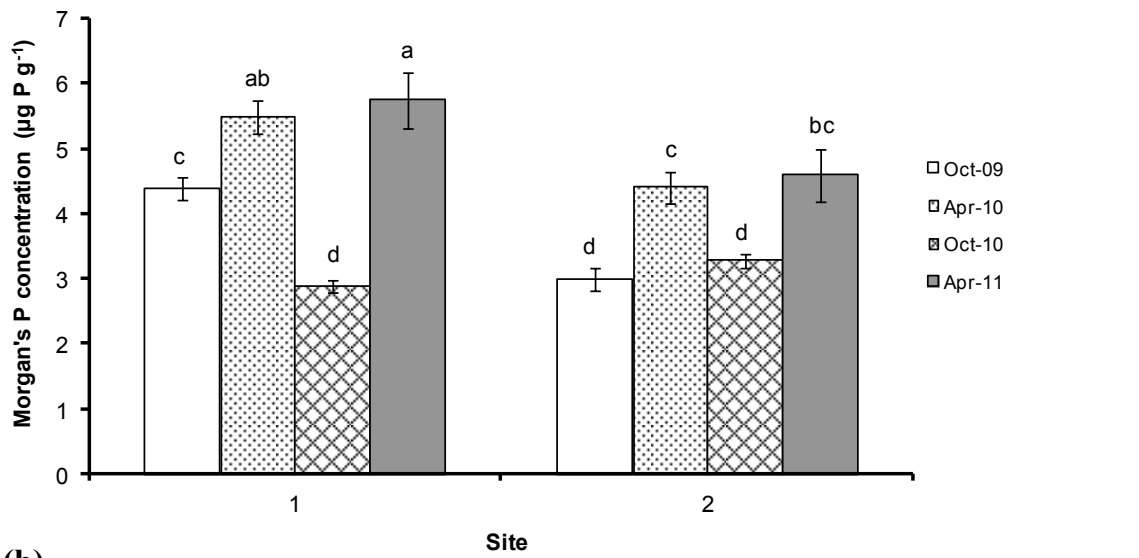 7
6
5
4
3
2
1
0
Morgan's P concentration (µg P g⁻¹)
c
ab
d
a
d
c
d
bc
1
2
Site
Oct-09
Apr-10
Oct-10
Apr-11
(b)